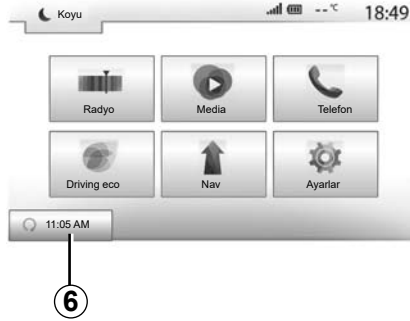 Koyu
--°C 18:49
Radyo Media Telefon
Driving eco Nav Ayarlar
11:05 AM
6